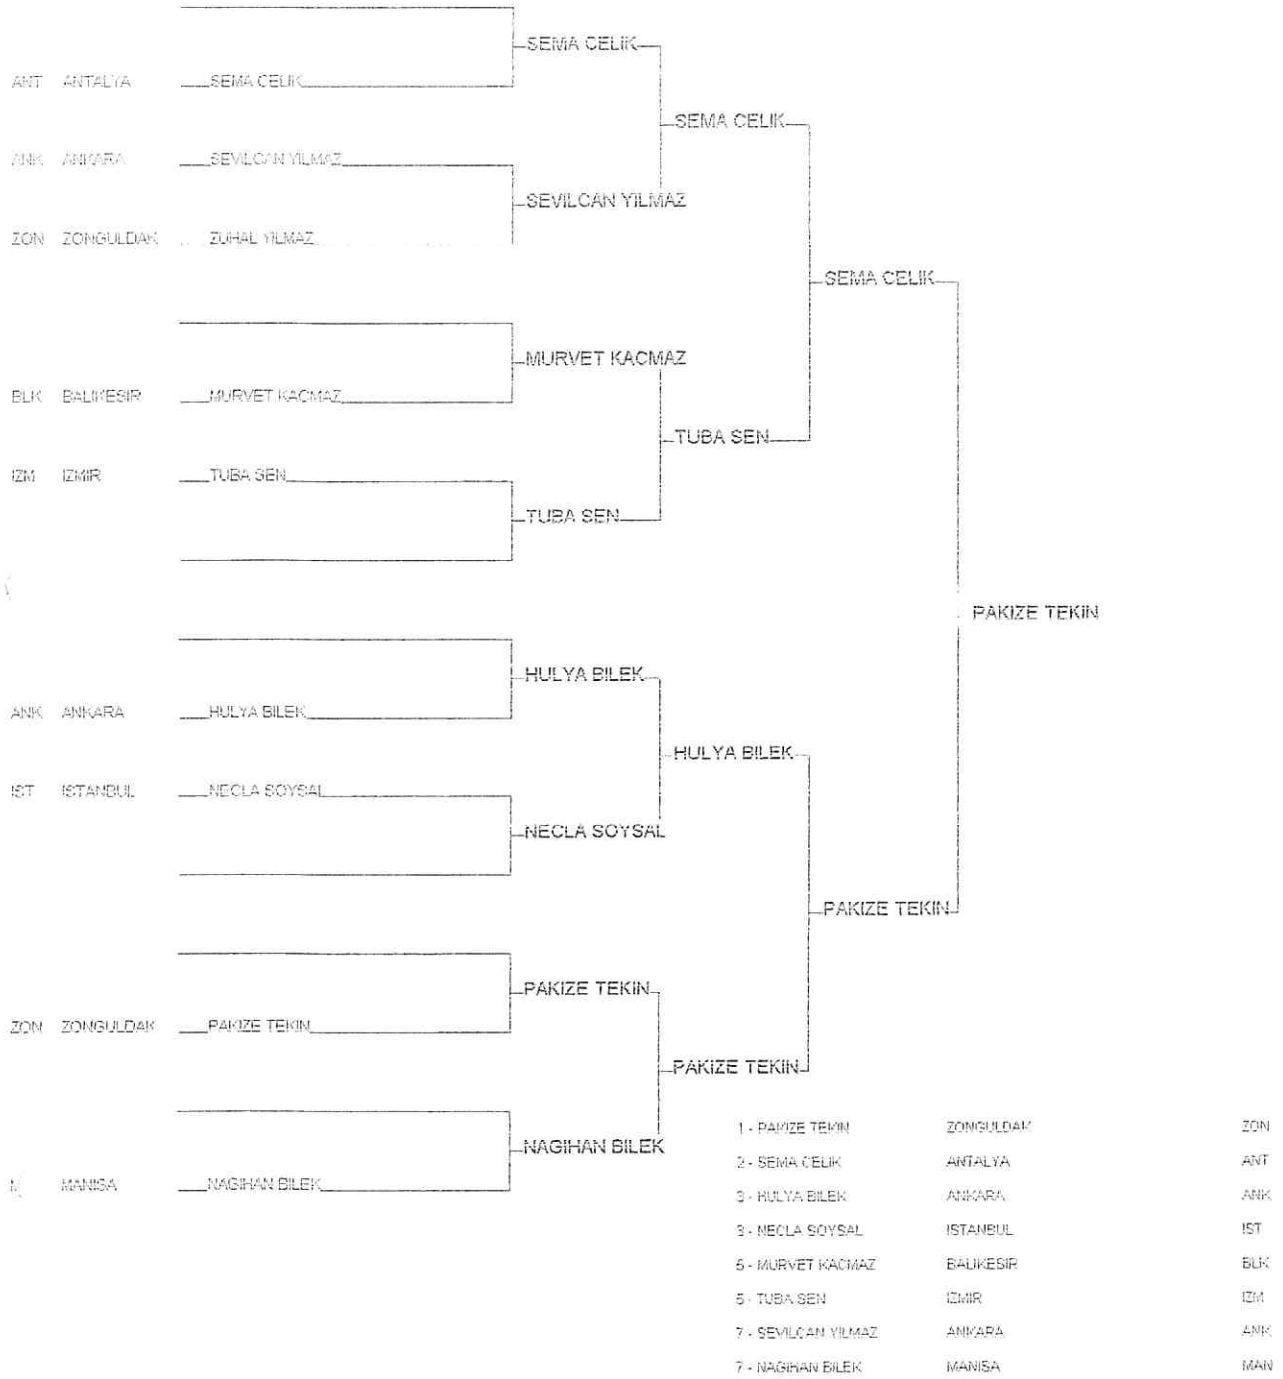 SEMA CELIK
ANT ANTALYA SEMA CELIK
SEMA CELIK
ANK ANKARA SEVILCAN YILMAZ
SEVILCAN YILMAZ
ZON ZONGULDAK ZUHAL YILMAZ
SEMA CELIK
MURVET KACMAZ
BLK BALIKESIR MURVET KACMAZ
TUBA SEN
IZM IZMIR TUBA SEN
TUBA SEN
PAKIZE TEKIN
HULYA BILEK
ANK ANKARA HULYA BILEK
HULYA BILEK
IST ISTANBUL NECLA SOYSAL
NECLA SOYSAL
PAKIZE TEKIN
PAKIZE TEKIN
ZON ZONGULDAK PAKIZE TEKIN
PAKIZE TEKIN
NAGIHAN BILEK
MANISA NAGIHAN BILEK
1 - PAKIZE TEKIN ZONGULDAK ZON
2 - SEMA CELIK ANTALYA ANT
3 - HULYA BILEK ANKARA ANK
3 - NECLA SOYSAL ISTANBUL IST
5 - MURVET KACMAZ BALIKESIR BLK
5 - TUBA SEN IZMIR IZM
7 - SEVILCAN YILMAZ ANKARA ANK
7 - NAGIHAN BILEK MANISA MAN